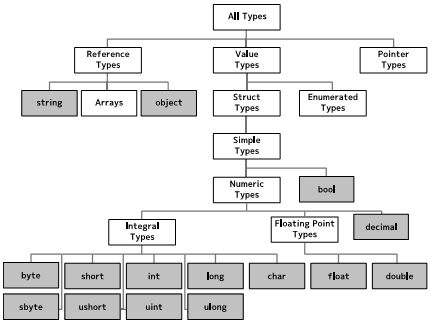 All Types
Reference
Types
Value
Types
Pointer
Types
string
Arrays
object
Struct
Types
Enumerated
Types
Simple
Types
Numeric
Types
bool
Integral
Types
Floating Point
Types
decimal
byte
short
int
long
char
float
double
sbyte
ushort
uint
ulong